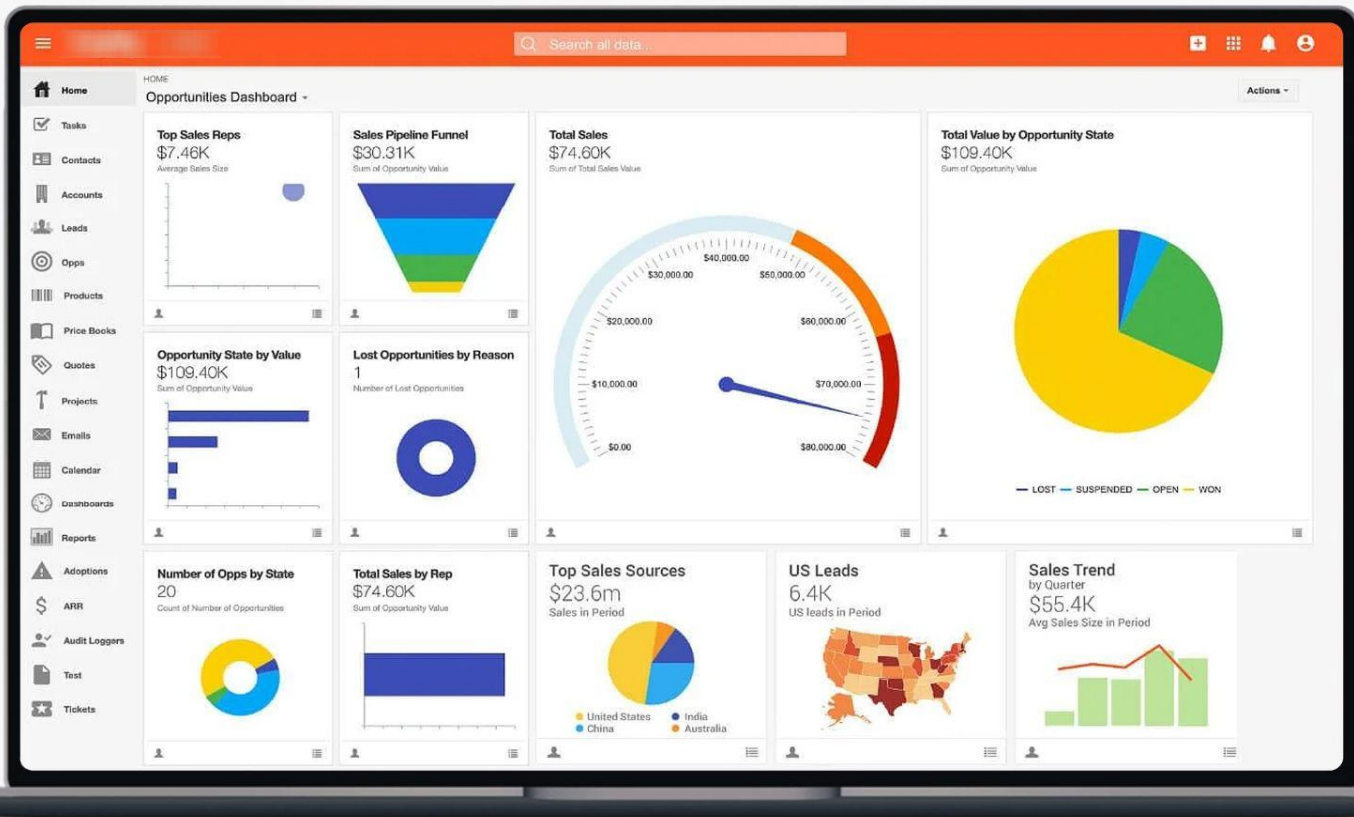 Search all data...
HOME
Opportunities Dashboard
Actions
Home
Tasks
Contacts
Accounts
Leads
Opps
Products
Price Books
Quotes
Projects
Emails
Calendar
Dashboards
Reports
Adoptions
ARR
Audit Loggers
Test
Tickets
Top Sales Reps
$7.46K
Average Sales Size
Sales Pipeline Funnel
$30.31K
Sum of Opportunity Value
Total Sales
$74.60K
Sum of Total Sales Value
$0.00
$10,000.00
$20,000.00
$30,000.00
$40,000.00
$50,000.00
$60,000.00
$70,000.00
$80,000.00
Total Value by Opportunity State
$109.40K
Sum of Opportunity Value
LOST SUSPENDED OPEN WON
Opportunity State by Value
$109.40K
Sum of Opportunity Value
Lost Opportunities by Reason
1
Number of Lost Opportunities
Number of Opps by State
20
Count of Number of Opportunities
Total Sales by Rep
$74.60K
Sum of Opportunity Value
Top Sales Sources
$23.6m
Sales in Period
United States India
China Australia
US Leads
6.4K
US leads in Period
Sales Trend
by Quarter
$55.4K
Avg Sales Size in Period